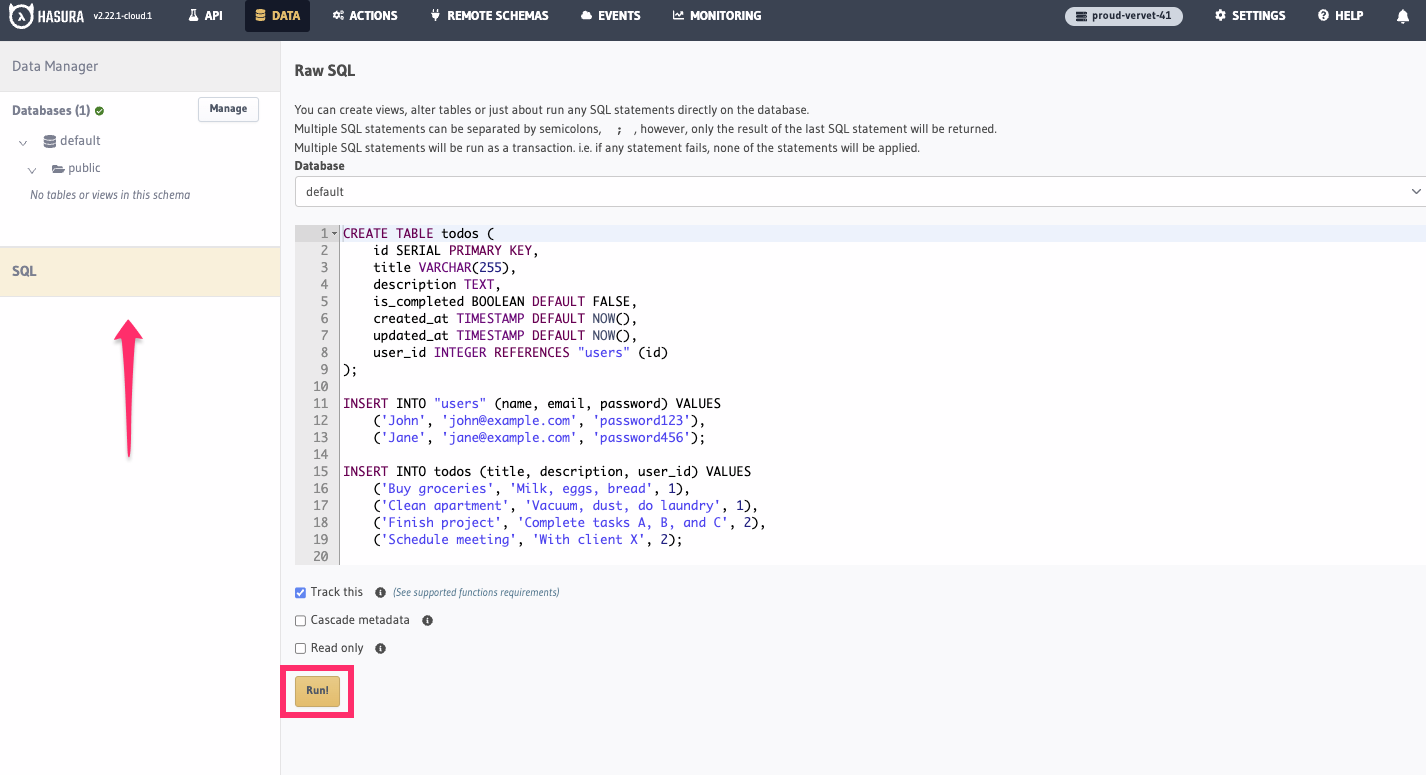 HASURA v2.22.1-cloud.1 API DATA ACTIONS REMOTE SCHEMAS EVENTS MONITORING proud-vervet-41 SETTINGS HELP
Data Manager
Databases (1) Manage
default
public
No tables or views in this schema
SQL
Raw SQL
You can create views, alter tables or just about run any SQL statements directly on the database.
Multiple SQL statements can be separated by semicolons, ; , however, only the result of the last SQL statement will be returned.
Multiple SQL statements will be run as a transaction. i.e. if any statement fails, none of the statements will be applied.
Database
default
1 CREATE TABLE todos (
2 id SERIAL PRIMARY KEY,
3 title VARCHAR(255),
4 description TEXT,
5 is_completed BOOLEAN DEFAULT FALSE,
6 created_at TIMESTAMP DEFAULT NOW(),
7 updated_at TIMESTAMP DEFAULT NOW(),
8 user_id INTEGER REFERENCES "users" (id)
9 );
10
11 INSERT INTO "users" (name, email, password) VALUES
12 ('John', 'john@example.com', 'password123'),
13 ('Jane', 'jane@example.com', 'password456');
14
15 INSERT INTO todos (title, description, user_id) VALUES
16 ('Buy groceries', 'Milk, eggs, bread', 1),
17 ('Clean apartment', 'Vacuum, dust, do laundry', 1),
18 ('Finish project', 'Complete tasks A, B, and C', 2),
19 ('Schedule meeting', 'With client X', 2);
20
Track this (See supported functions requirements)
Cascade metadata
Read only
Run!